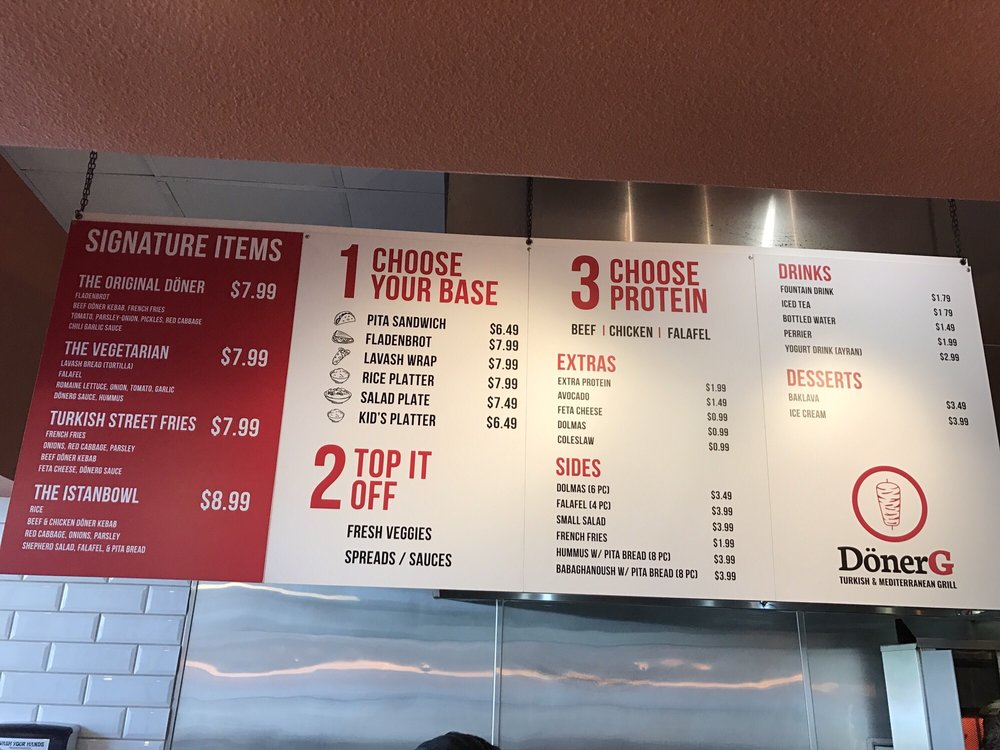 SIGNATURE ITEMS
THE ORIGINAL DÖNER $7.99
FLADENBROT
BEEF DÖNER KEBAB, FRENCH FRIES
TOMATO, PARSLEY-ONION, PICKLES, RED CABBAGE
CHILI GARLIC SAUCE
THE VEGETARIAN $7.99
LAVASH BREAD (TORTILLA)
FALAFEL
ROMAINE LETTUCE, ONION, TOMATO, GARLIC
DÖNERG SAUCE, HUMMUS
TURKISH STREET FRIES $7.99
FRENCH FRIES
ONIONS, RED CABBAGE, PARSLEY
BEEF DÖNER KEBAB
FETA CHEESE, DÖNERG SAUCE
THE ISTANBOWL $8.99
RICE
BEEF & CHICKEN DÖNER KEBAB
RED CABBAGE, ONIONS, PARSLEY
SHEPHERD SALAD, FALAFEL, & PITA BREAD
1 CHOOSE
YOUR BASE
PITA SANDWICH $6.49
FLADENBROT $7.99
LAVASH WRAP $7.99
RICE PLATTER $7.99
SALAD PLATE $7.49
KID'S PLATTER $6.49
2 TOP IT
OFF
FRESH VEGGIES
SPREADS / SAUCES
3 CHOOSE
PROTEIN
BEEF | CHICKEN | FALAFEL
EXTRAS
EXTRA PROTEIN $1.99
AVOCADO $1.49
FETA CHEESE $0.99
DOLMAS $0.99
COLESLAW $0.99
SIDES
DOLMAS (6 PC) $3.49
FALAFEL (4 PC) $3.99
SMALL SALAD $3.99
FRENCH FRIES $1.99
HUMMUS W/ PITA BREAD (8 PC) $3.99
BABAGHANOUSH W/ PITA BREAD (8 PC) $3.99
DRINKS
FOUNTAIN DRINK $1.79
ICED TEA $1.79
BOTTLED WATER $1.49
PERRIER $1.99
YOGURT DRINK (AYRAN) $2.99
DESSERTS
BAKLAVA $3.49
ICE CREAM $3.99
DönerG
TURKISH & MEDITERRANEAN GRILL
WASH YOUR HANDS